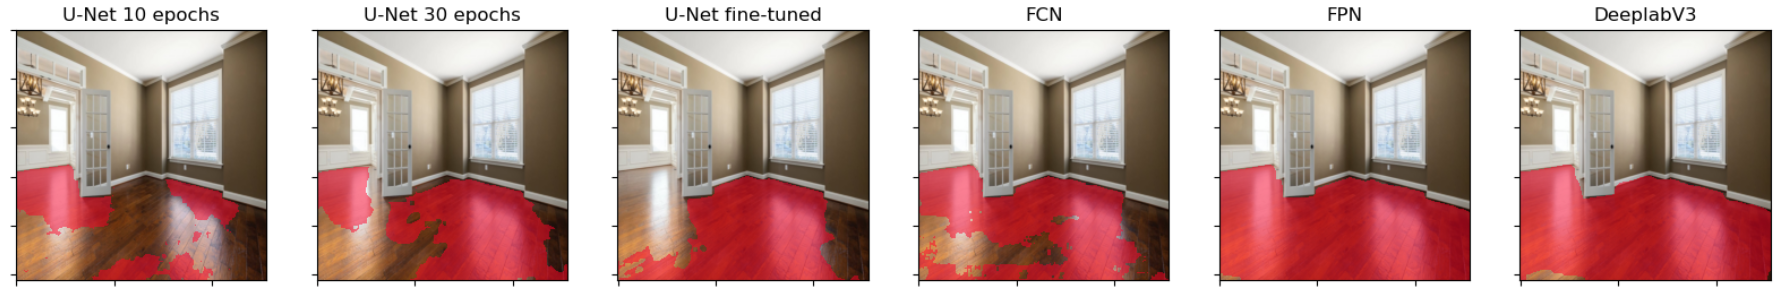 U-Net 10 epochs
U-Net 30 epochs
U-Net fine-tuned
FCN
FPN
DeeplabV3